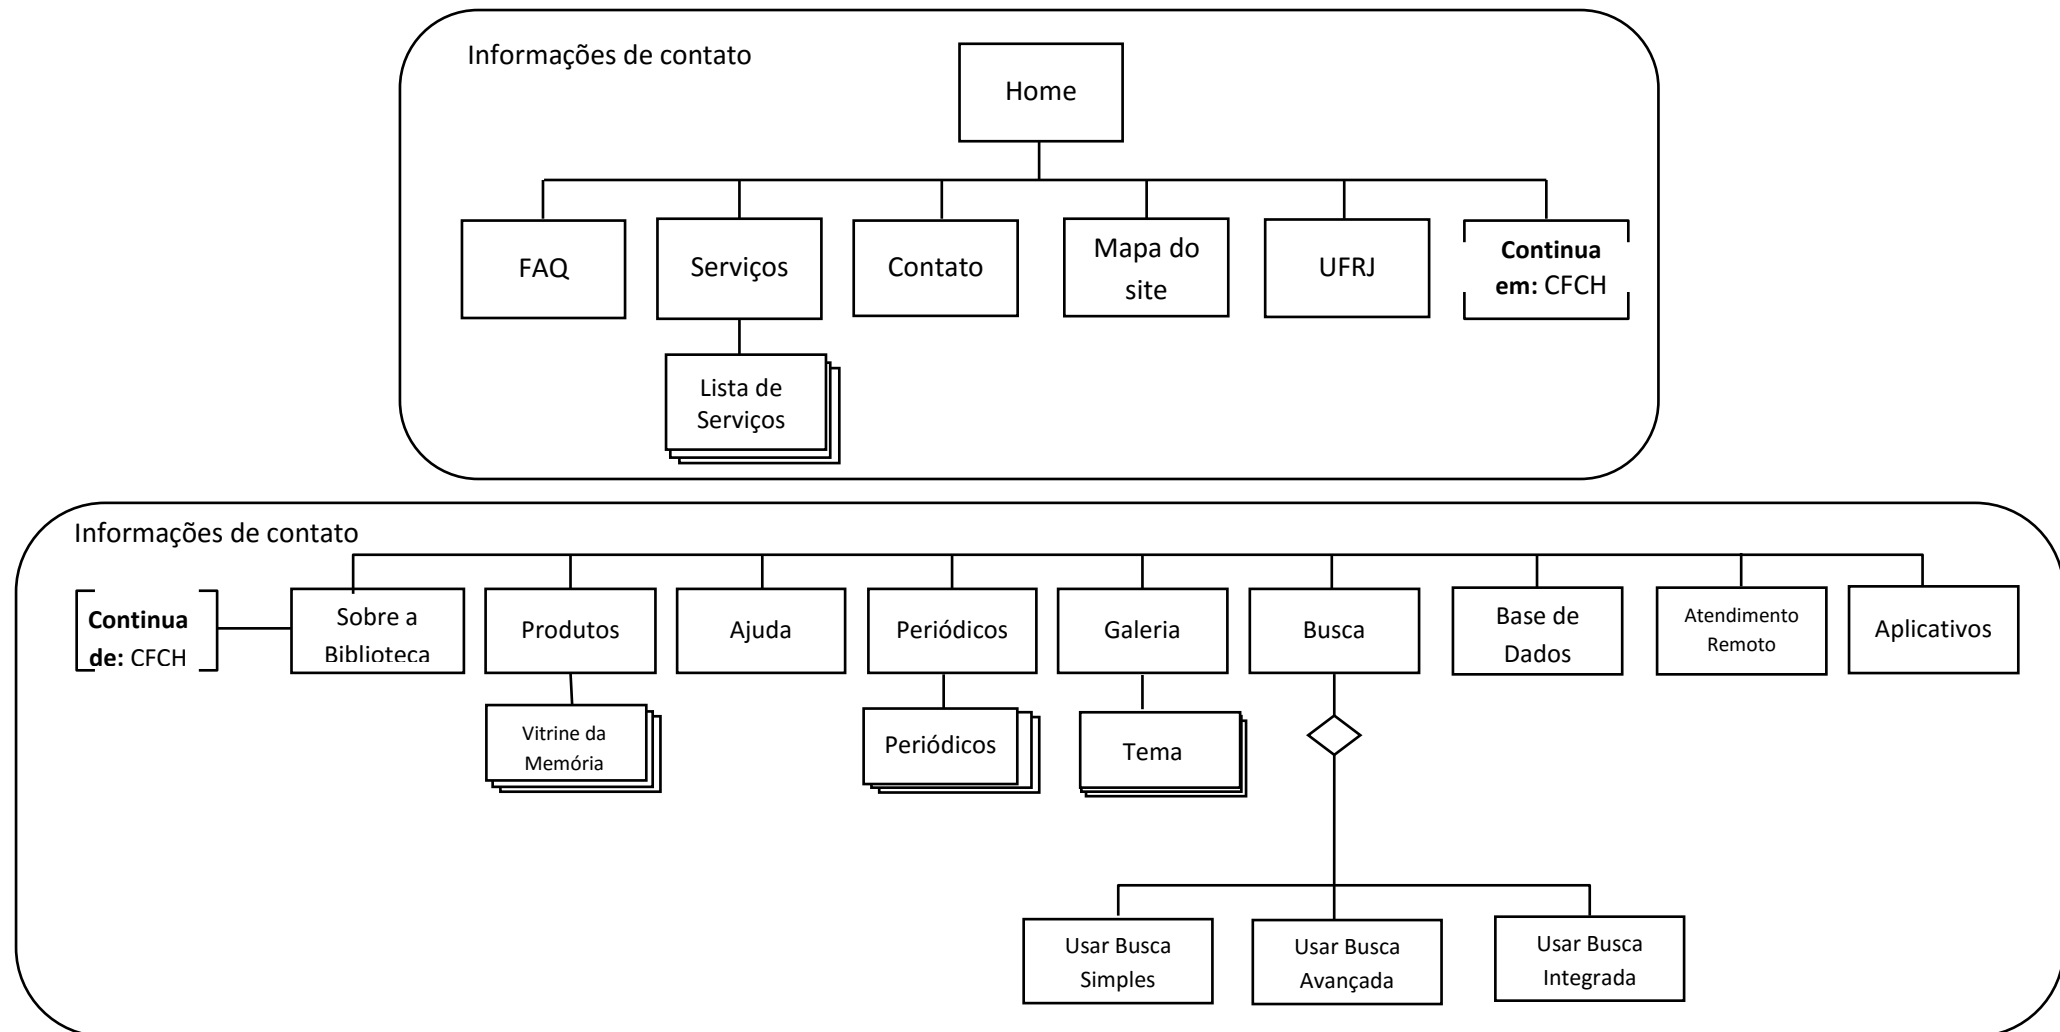 Informações de contato
Home
FAQ
Serviços
Contato
Mapa do
site
UFRJ
Continua
em: CFCH
Lista de
Serviços
Informações de contato
Continua
de: CFCH
Sobre a
Biblioteca
Produtos
Ajuda
Periódicos
Galeria
Busca
Base de
Dados
Atendimento
Remoto
Aplicativos
Vitrine da
Memória
Periódicos
Tema
Usar Busca
Simples
Usar Busca
Avançada
Usar Busca
Integrada